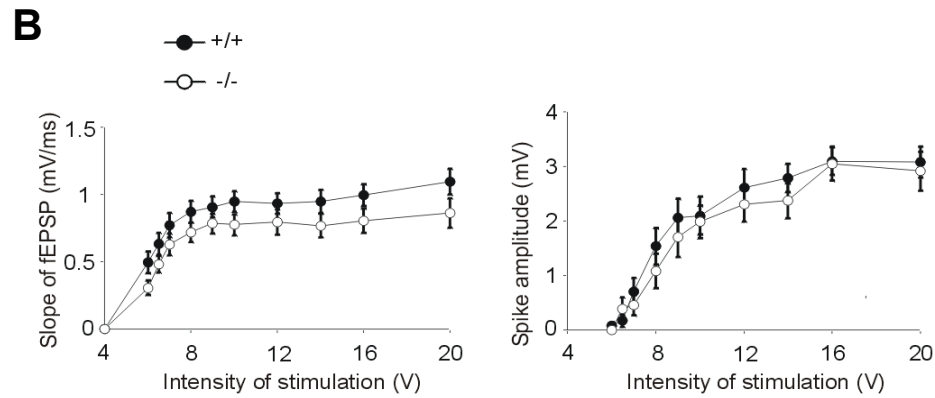 B
+/+
-/-
Slope of fEPSP (mV/ms)
1.5
1
0.5
0
4 8 12 16 20
Intensity of stimulation (V)
Spike amplitude (mV)
4
3
2
1
0
4 8 12 16 20
Intensity of stimulation (V)